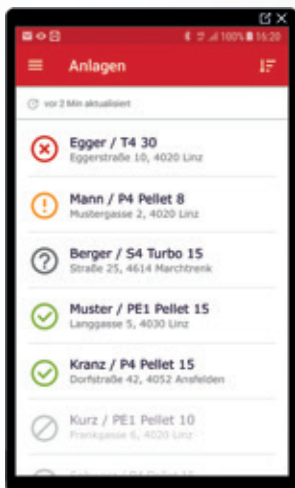 100% 16:20
Anlagen
vor 2 Min aktualisiert
Egger / T4 30
Eggerstraße 10, 4020 Linz
Mann / P4 Pellet 8
Mustergasse 2, 4020 Linz
Berger / S4 Turbo 15
Straße 25, 4614 Marchtrenk
Muster / PE1 Pellet 15
Langgasse 5, 4030 Linz
Kranz / P4 Pellet 15
Dorfstraße 42, 4052 Ansfelden
Kurz / PE1 Pellet 10
Frankgasse 6, 4020 Linz